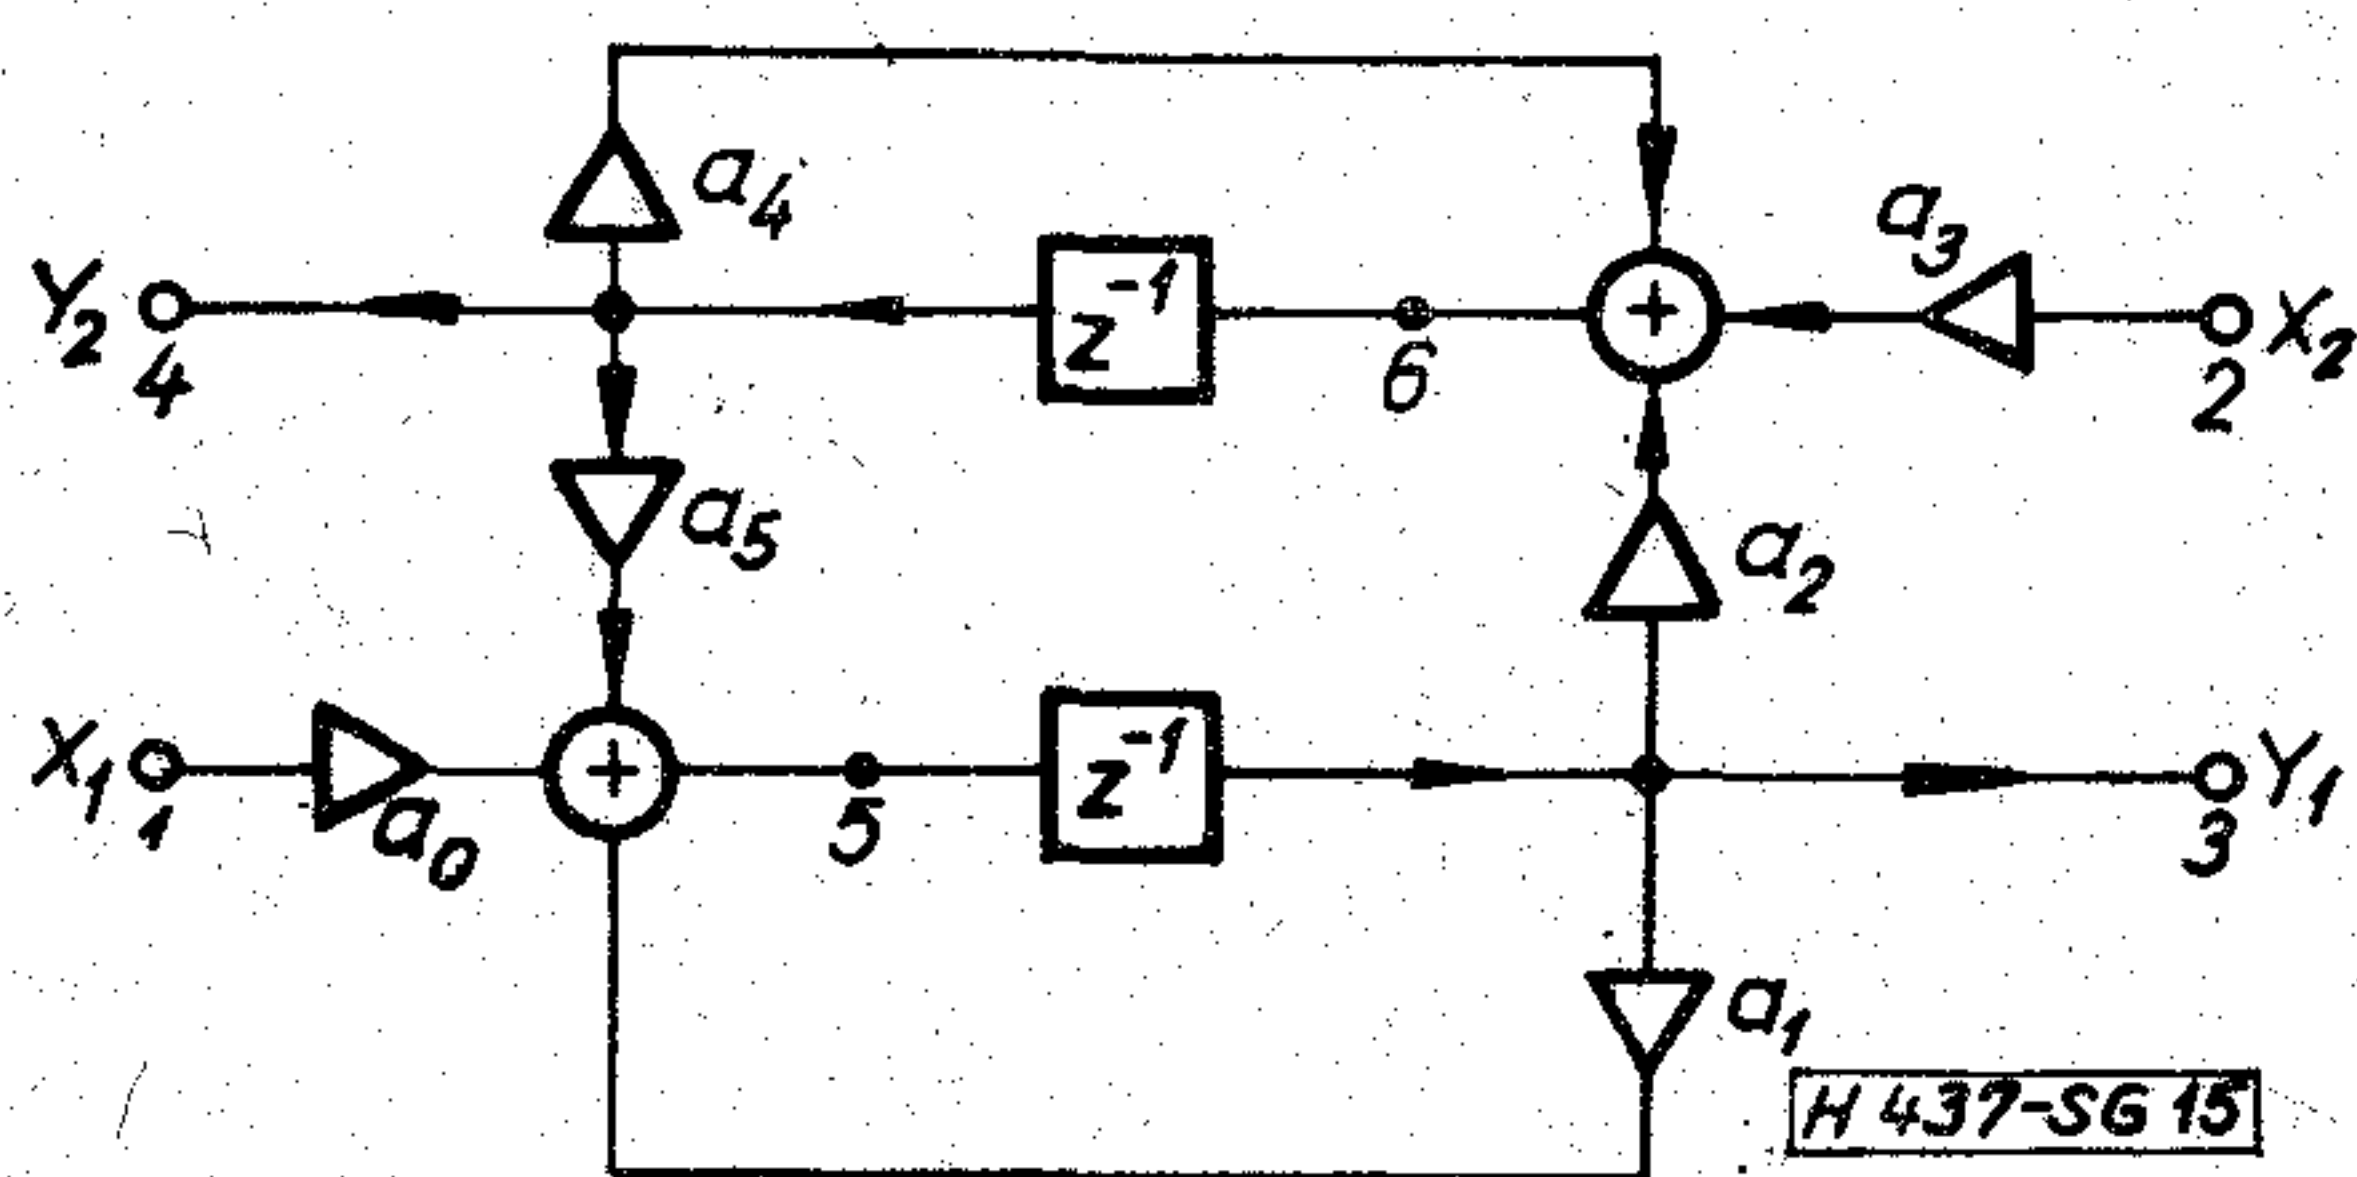 a₄
a₃
Y₂
4
z⁻¹
6
+
X₂
2
a₅
a₂
X₁
1
a₀
+
5
z⁻¹
Y₁
3
a₁
H 437-SG 15